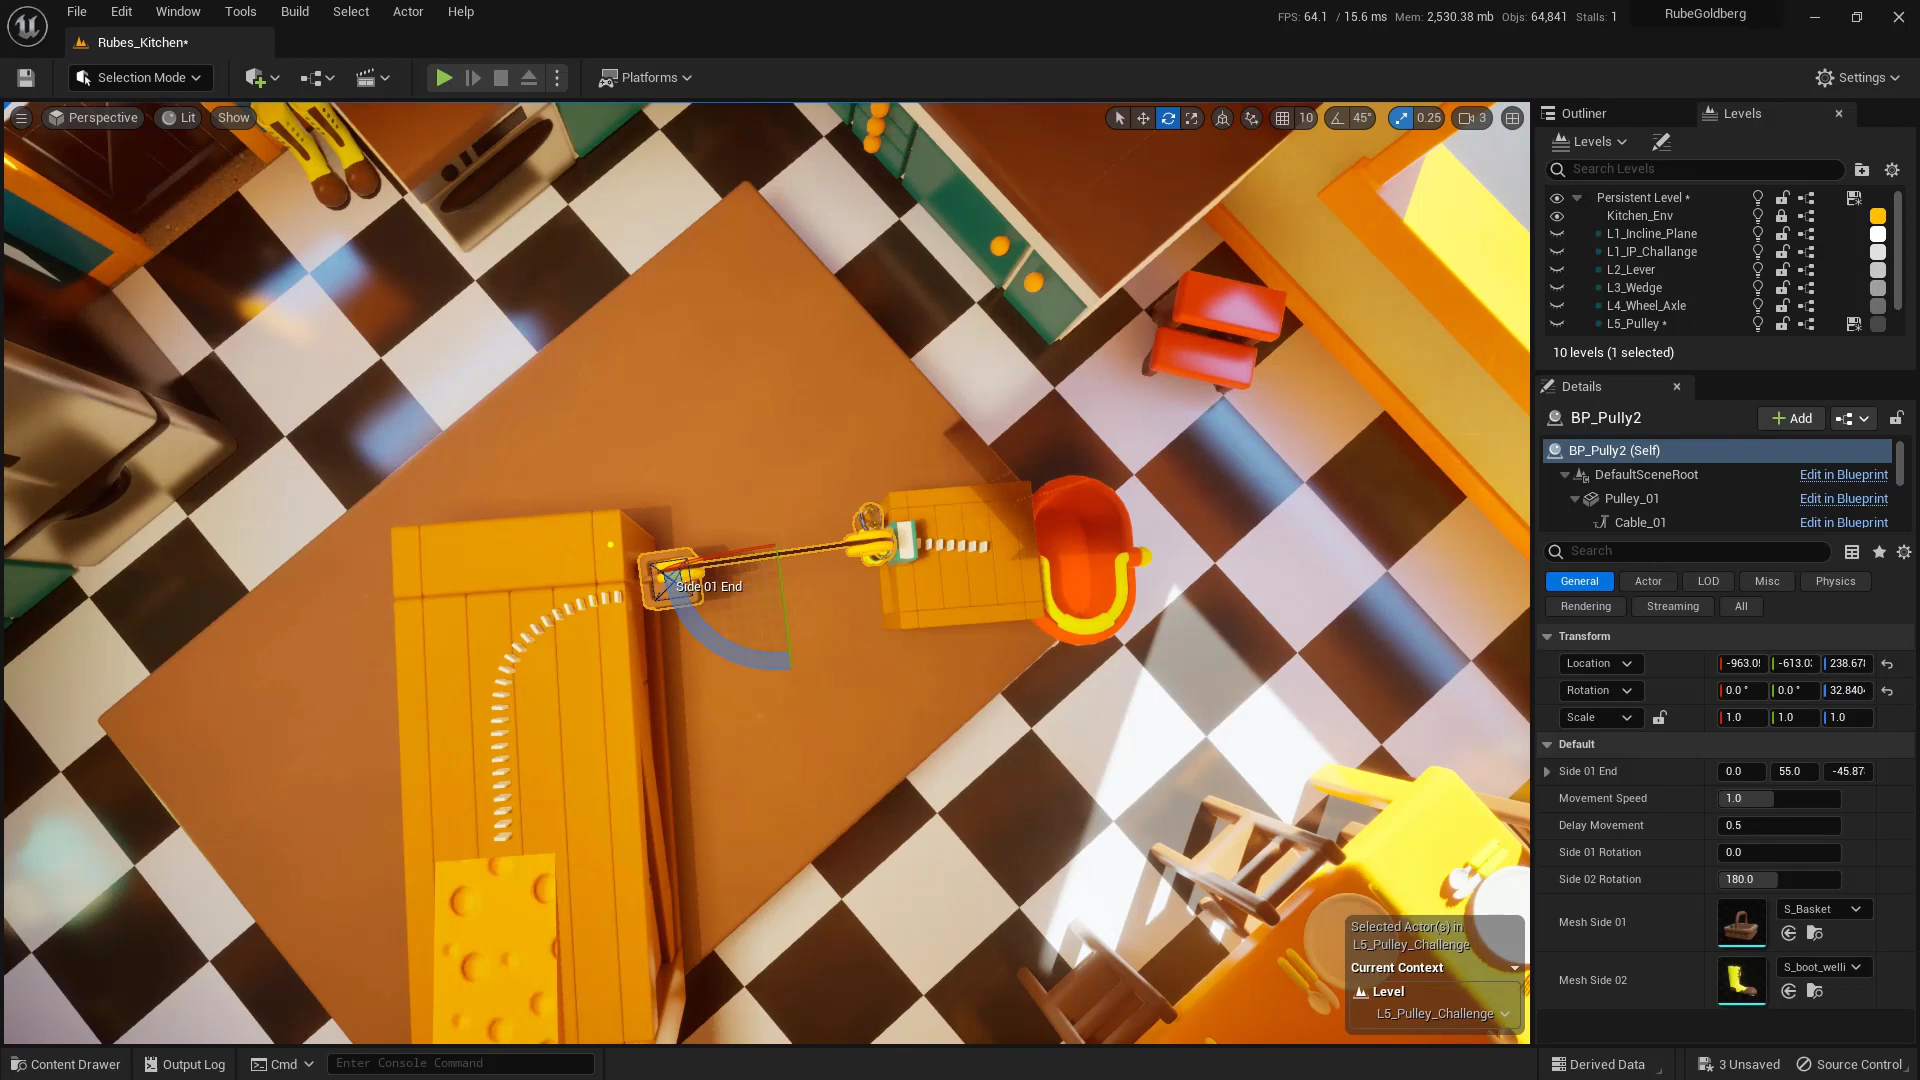 File Edit Window Tools Build Select Actor Help
FPS: 64.1 / 15.6 ms Mem: 2,530.38 mb Objs: 64,841 Stalls: 1
RubeGoldberg
Rubes_Kitchen*
Selection Mode
Platforms
Settings
Perspective Lit Show
10 45° 0.25 3
Side 01 End
Selected Actor(s) in
L5_Pulley_Challenge
Current Context
Level
L5_Pulley_Challenge
Outliner Levels
Levels
Search Levels
Persistent Level *
Kitchen_Env
L1_Incline_Plane
L1_IP_Challange
L2_Lever
L3_Wedge
L4_Wheel_Axle
L5_Pulley *
10 levels (1 selected)
Details
BP_Pully2 Add
BP_Pully2 (Self)
DefaultSceneRoot Edit in Blueprint
Pulley_01 Edit in Blueprint
Cable_01 Edit in Blueprint
Search
General Actor LOD Misc Physics
Rendering Streaming All
Transform
Location -963.0 -613.0 238.67
Rotation 0.0 ° 0.0 ° 32.840
Scale 1.0 1.0 1.0
Default
Side 01 End 0.0 55.0 -45.87
Movement Speed 1.0
Delay Movement 0.5
Side 01 Rotation 0.0
Side 02 Rotation 180.0
Mesh Side 01 S_Basket
Mesh Side 02 S_boot_welli
Content Drawer Output Log Cmd Enter Console Command
Derived Data 3 Unsaved Source Control